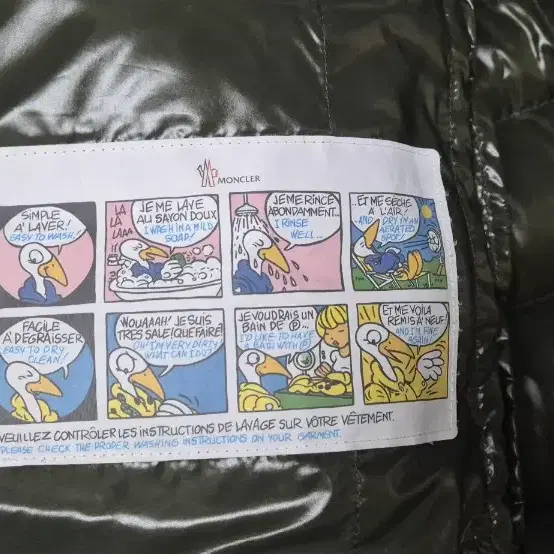 MONCLER
SIMPLE
A' LAVER!
EASY TO WASH!
LA
LA
LAAA
JE ME LAVE
AU SAVON DOUX
I WASH IN A MILD
SOAP!
JE ME RINCE
ABONDAMMENT...
I RINSE
WELL...
...ET ME SECHE
A L'AIR!
AND DRY IN AN
AERATED
SPOT!
FACILE
A' DEGRAISSER
EASY TO DRY
CLEAN!
WOUAAAH! JE SUIS
TRES SALE! QUE FAIRE?
I'M VERY DIRTY!
WHAT CAN I DO?
JE VOUDRAIS UN
BAIN DE Ⓟ...
I'D LIKE TO HAVE
A BATH WITH Ⓟ
ET ME VOILA
REMIS A' NEUF!
AND I'M FINE
AGAIN!
VEUILLEZ CONTRÔLER LES INSTRUCTIONS DE LAVAGE SUR VÔTRE VÊTEMENT.
PLEASE CHECK THE PROPER WASHING INSTRUCTIONS ON YOUR GARMENT.